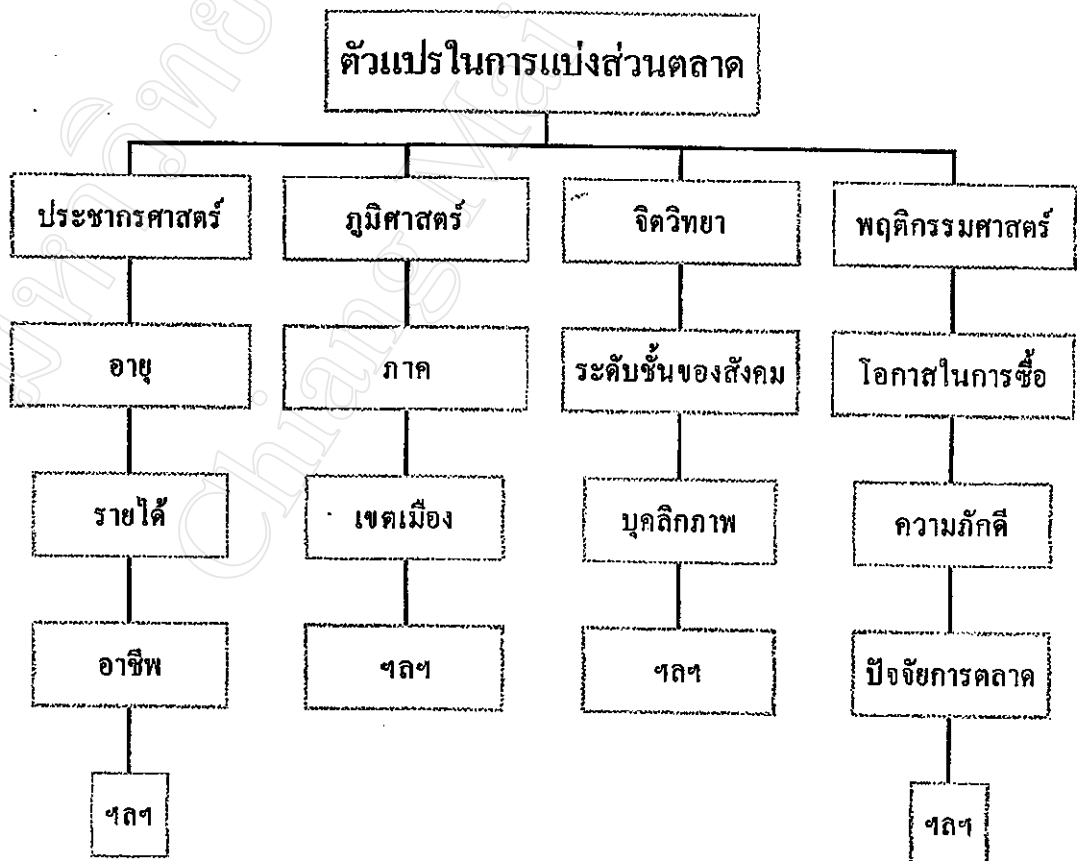 ตัวแปรในการแบ่งส่วนตลาด
ประชากรศาสตร์
ภูมิศาสตร์
จิตวิทยา
พฤติกรรมศาสตร์
อายุ
ภาค
ระดับชั้นของสังคม
โอกาสในการซื้อ
รายได้
เขตเมือง
บุคลิกภาพ
ความภักดี
อาชีพ
ฯลฯ
ฯลฯ
ปัจจัยการตลาด
ฯลฯ
ฯลฯ
Chiang Mai